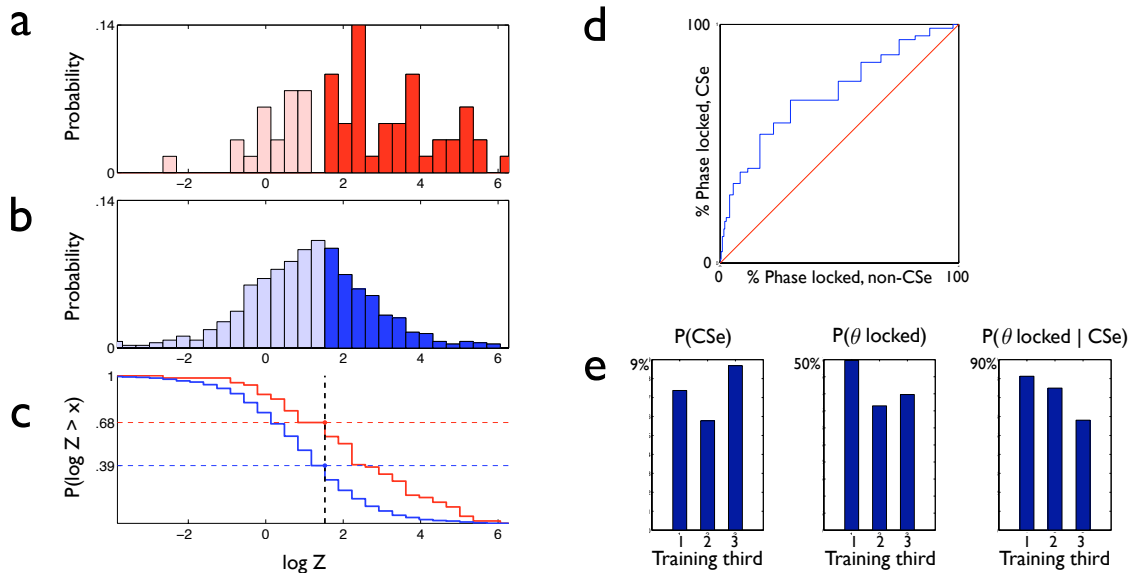 a
.14
Probability
0
−2
0
2
4
6
b
.14
Probability
0
−2
0
2
4
6
c
1
.68
.39
P(log Z > x)
−2
0
2
4
6
log Z
d
100
% Phase locked, CSe
0
0
100
% Phase locked, non-CSe
e
P(CSe)
9%
1 2 3
Training third
P(θ locked)
50%
1 2 3
Training third
P(θ locked | CSe)
90%
1 2 3
Training third